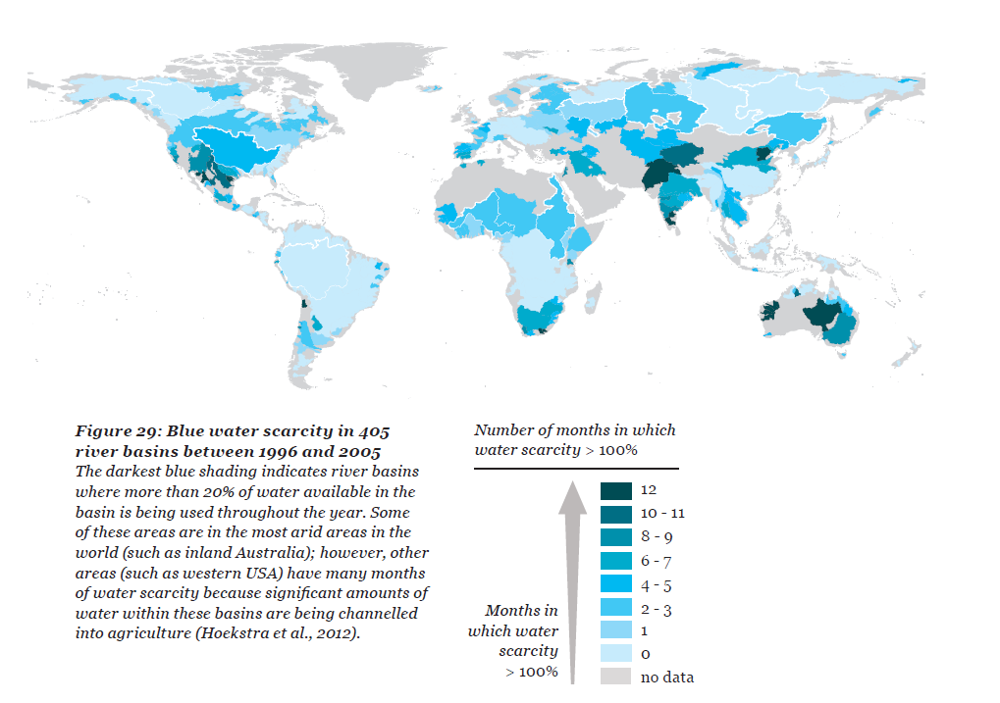 Figure 29: Blue water scarcity in 405
river basins between 1996 and 2005
The darkest blue shading indicates river basins
where more than 20% of water available in the
basin is being used throughout the year. Some
of these areas are in the most arid areas in the
world (such as inland Australia); however, other
areas (such as western USA) have many months
of water scarcity because significant amounts of
water within these basins are being channelled
into agriculture (Hoekstra et al., 2012).
Number of months in which
water scarcity > 100%
12
10 - 11
8 - 9
6 - 7
4 - 5
2 - 3
1
0
no data
Months in
which water
scarcity
> 100%